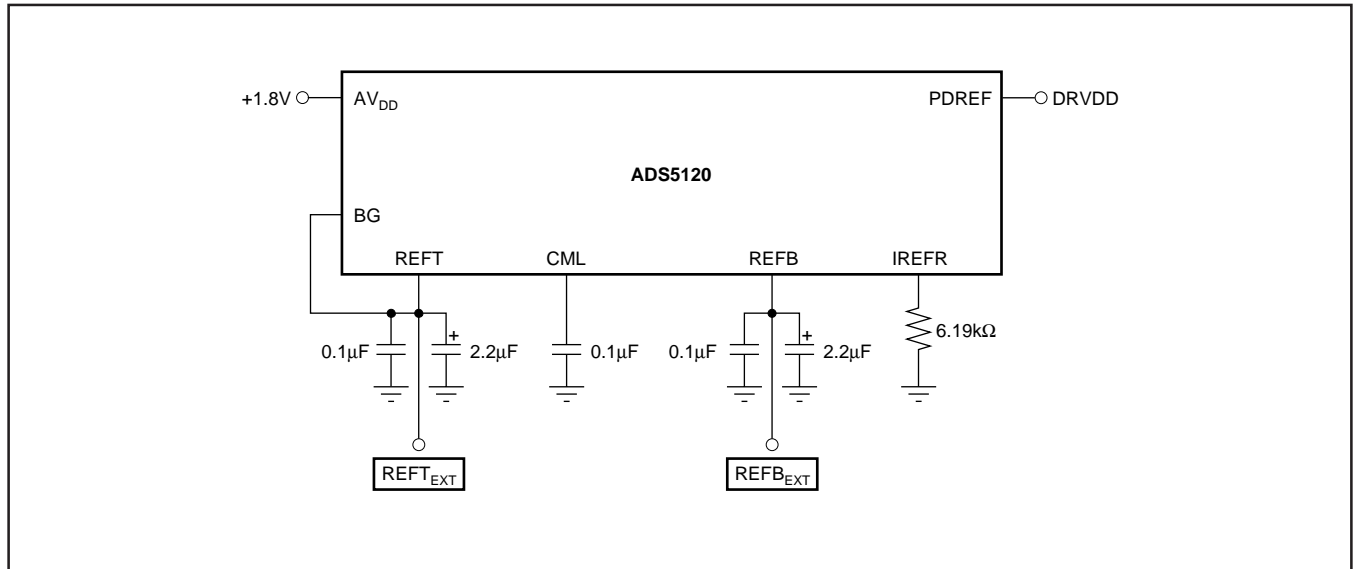 +1.8V
AVDD
PDREF
DRVDD
ADS5120
BG
REFT
CML
REFB
IREFR
0.1µF
2.2µF
0.1µF
0.1µF
2.2µF
6.19kΩ
+
+
REFTEXT
REFBEXT